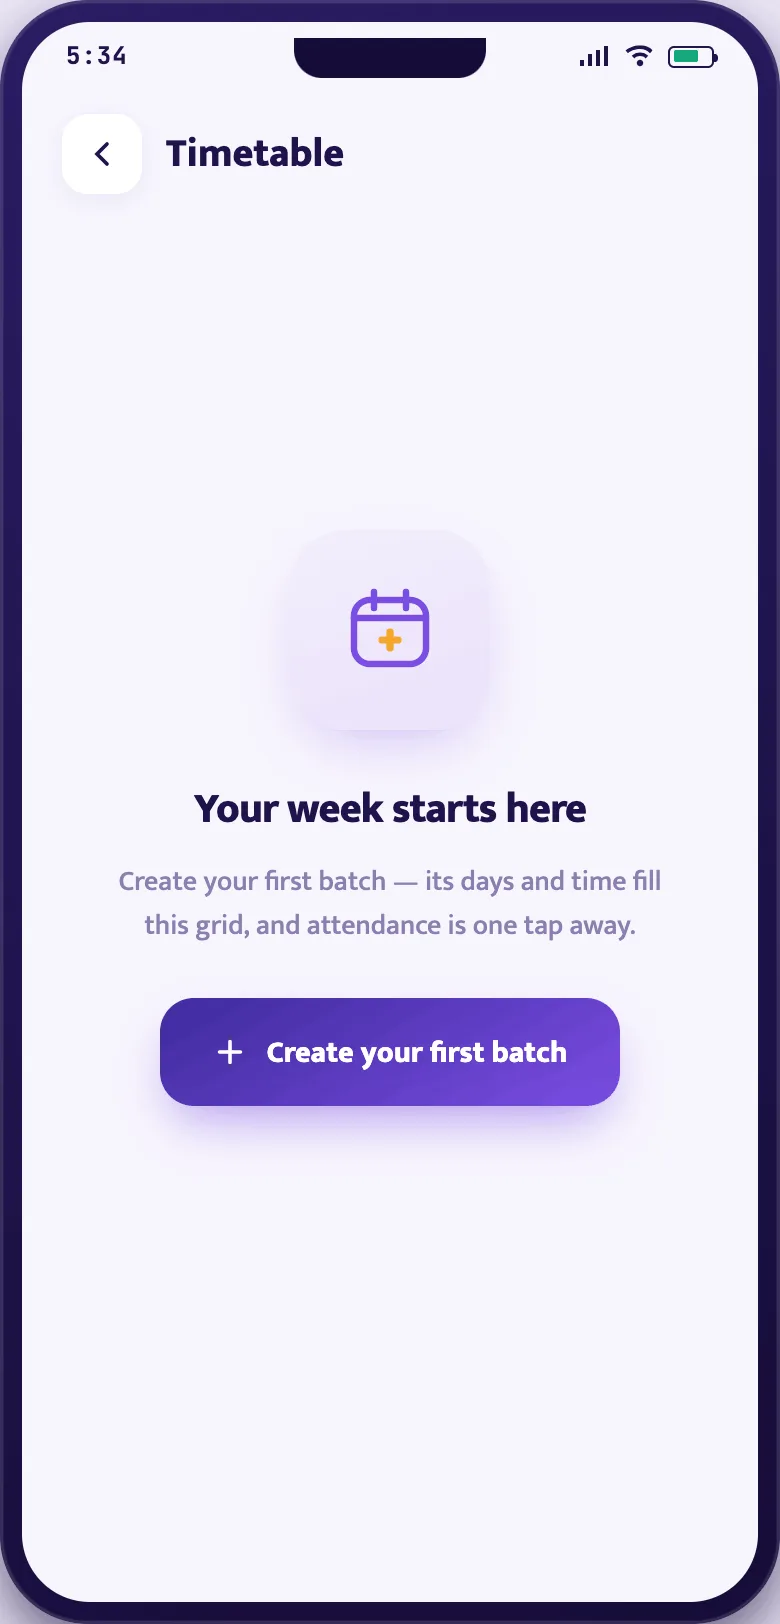 5:34
Timetable
Your week starts here
Create your first batch — its days and time fill
this grid, and attendance is one tap away.
Create your first batch